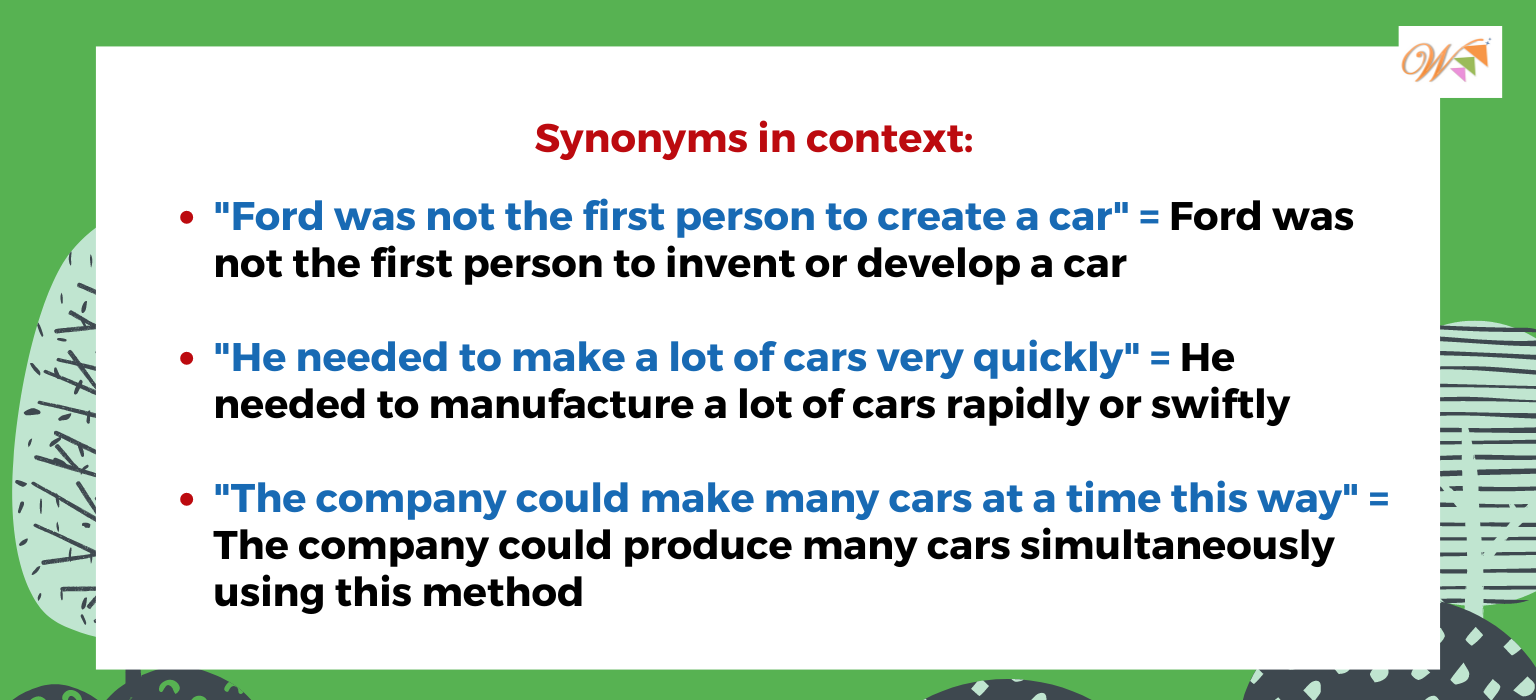 W
Synonyms in context:
• "Ford was not the first person to create a car" = Ford was
not the first person to invent or develop a car
• "He needed to make a lot of cars very quickly" = He
needed to manufacture a lot of cars rapidly or swiftly
• "The company could make many cars at a time this way" =
The company could produce many cars simultaneously
using this method